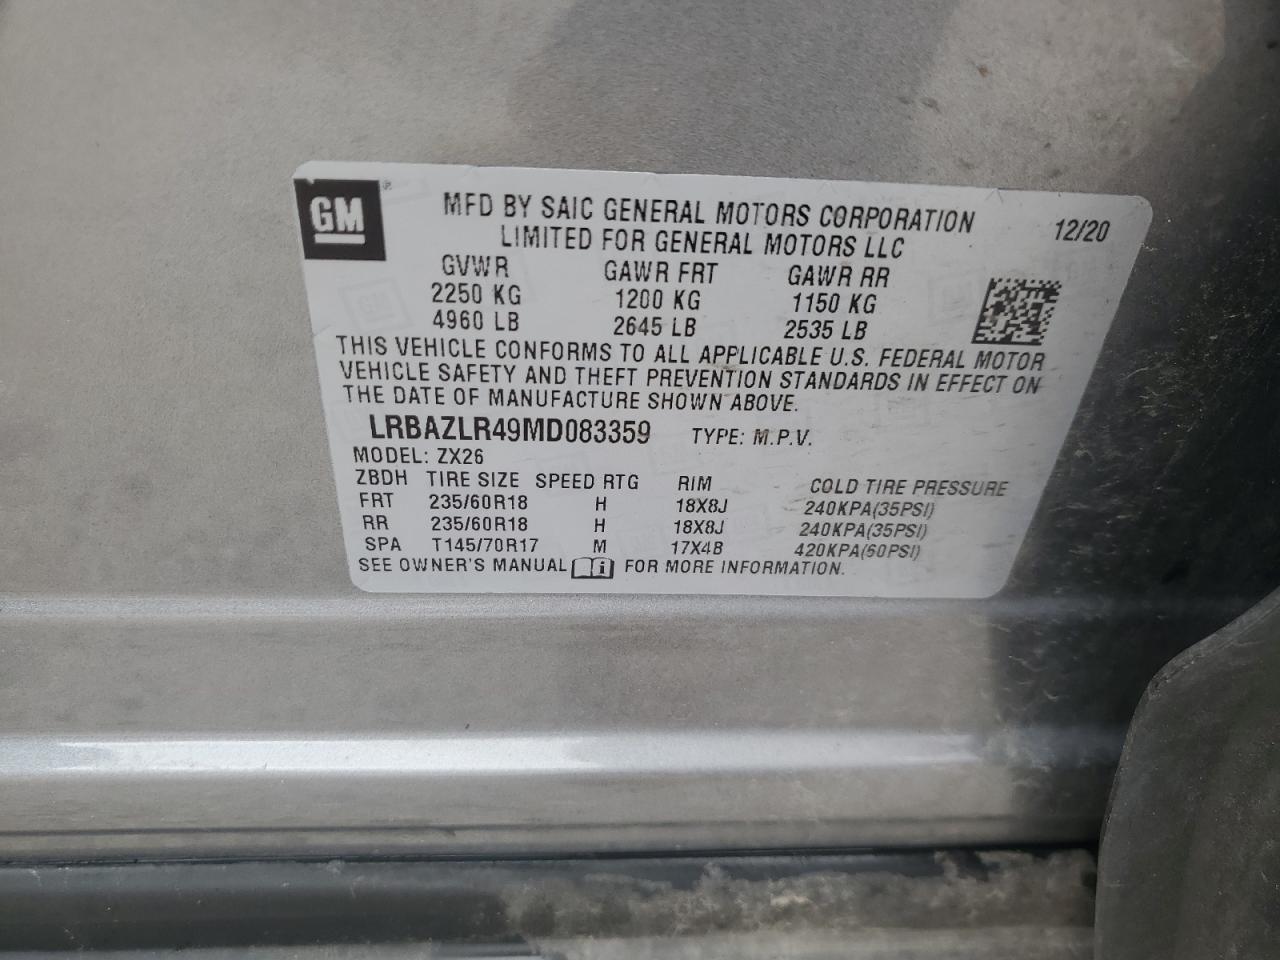 GM ®
MFD BY SAIC GENERAL MOTORS CORPORATION 12/20
LIMITED FOR GENERAL MOTORS LLC
GVWR GAWR FRT GAWR RR
2250 KG 1200 KG 1150 KG
4960 LB 2645 LB 2535 LB
THIS VEHICLE CONFORMS TO ALL APPLICABLE U.S. FEDERAL MOTOR
VEHICLE SAFETY AND THEFT PREVENTION STANDARDS IN EFFECT ON
THE DATE OF MANUFACTURE SHOWN ABOVE.
LRBAZLR49MD083359 TYPE: M.P.V.
MODEL: ZX26
ZBDH TIRE SIZE SPEED RTG RIM COLD TIRE PRESSURE
FRT 235/60R18 H 18X8J 240KPA(35PSI)
RR 235/60R18 H 18X8J 240KPA(35PSI)
SPA T145/70R17 M 17X4B 420KPA(60PSI)
SEE OWNER'S MANUAL i FOR MORE INFORMATION.